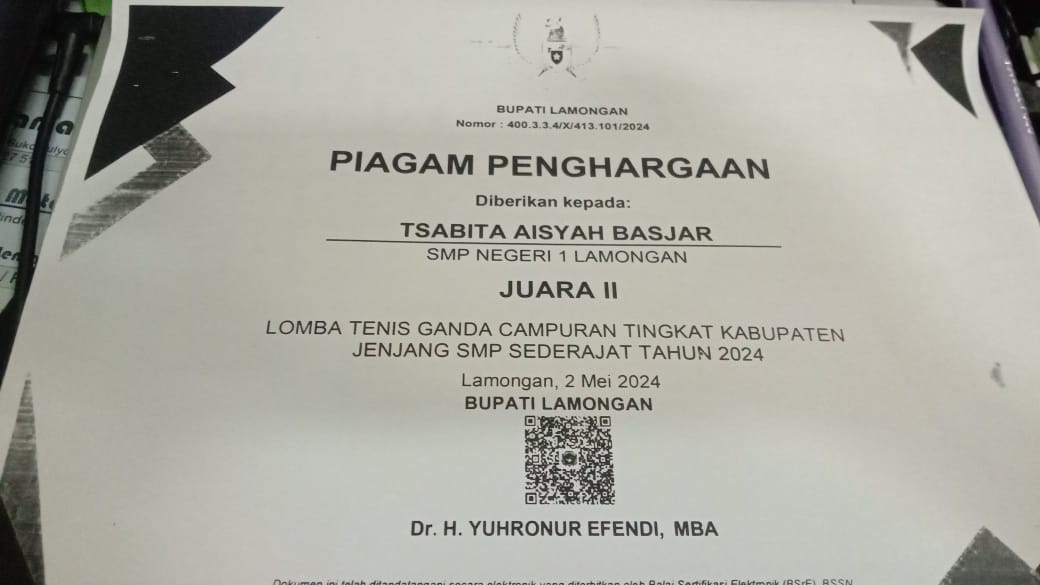 BUPATI LAMONGAN
Nomor : 400.3.3.4/X/413.101/2024
PIAGAM PENGHARGAAN
Diberikan kepada:
TSABITA AISYAH BASJAR
SMP NEGERI 1 LAMONGAN
JUARA II
LOMBA TENIS GANDA CAMPURAN TINGKAT KABUPATEN
JENJANG SMP SEDERAJAT TAHUN 2024
Lamongan, 2 Mei 2024
BUPATI LAMONGAN
Dr. H. YUHRONUR EFENDI, MBA
Dokumen ini telah ditandatangani secara elektronik yang diterbitkan oleh Balai Sertifikasi Elektronik (BSrE), BSSN